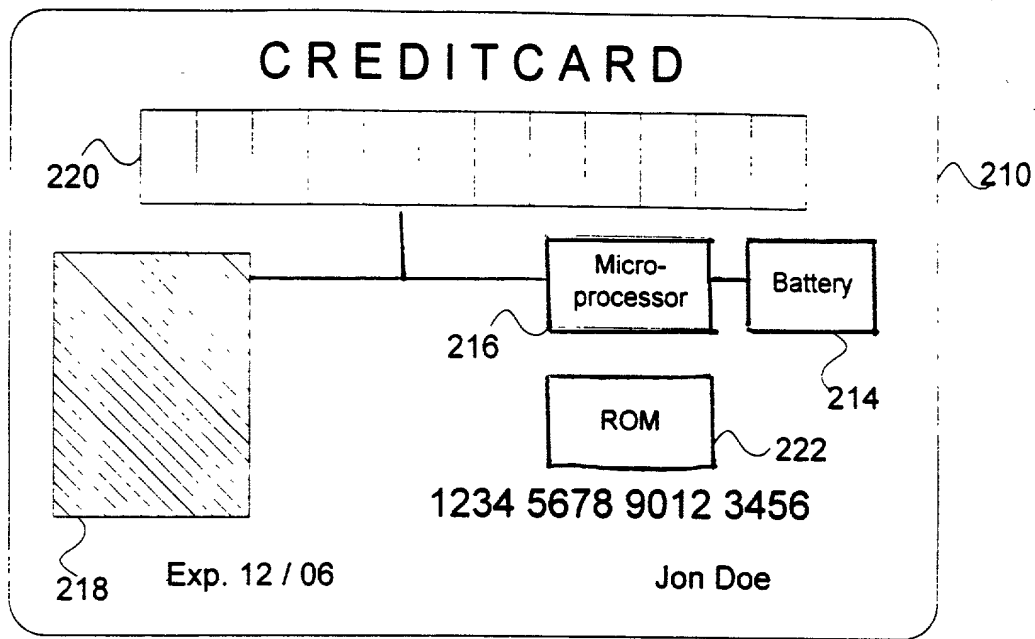 CREDITCARD
220
210
Micro-
processor
Battery
216
214
ROM
222
1234 5678 9012 3456
218
Exp. 12 / 06
Jon Doe